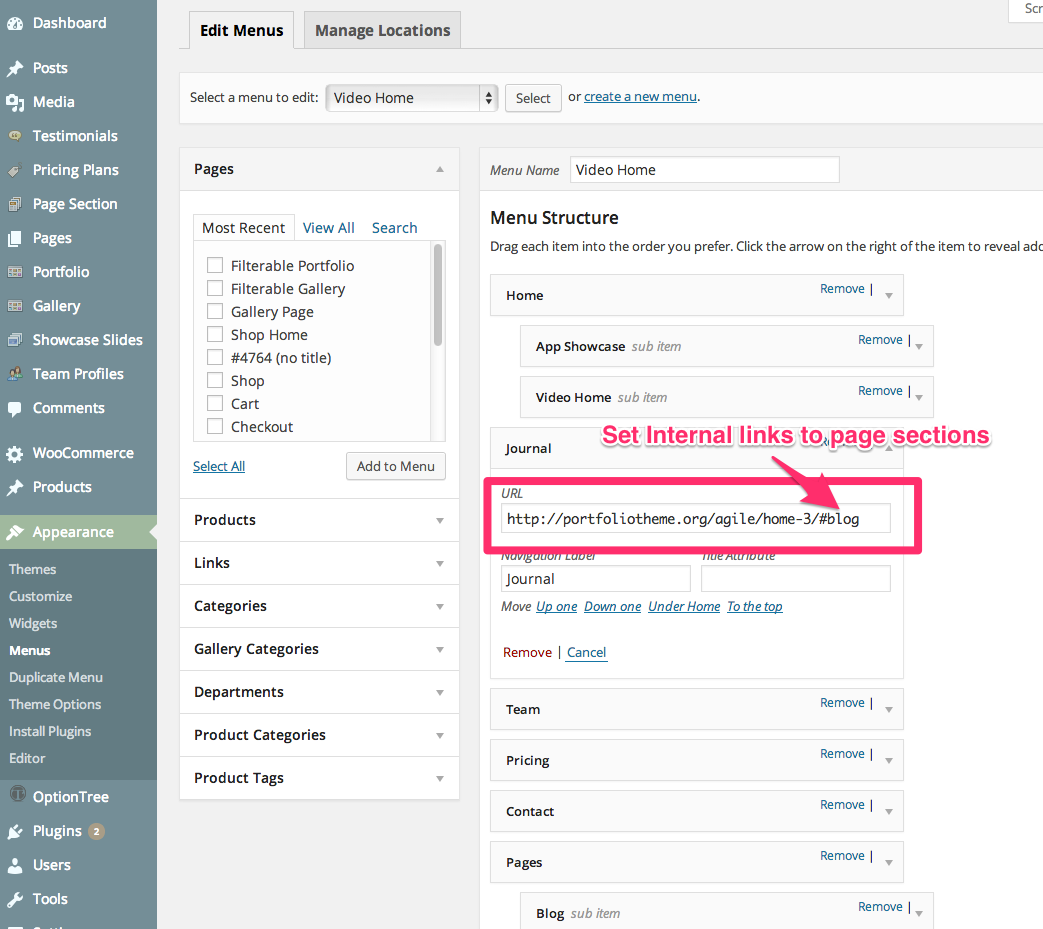 Dashboard
Posts
Media
Testimonials
Pricing Plans
Page Section
Pages
Portfolio
Gallery
Showcase Slides
Team Profiles
Comments
WooCommerce
Products
Appearance
Themes
Customize
Widgets
Menus
Duplicate Menu
Theme Options
Install Plugins
Editor
OptionTree
Plugins 2
Users
Tools
Scr
Edit Menus
Manage Locations
Select a menu to edit: Video Home Select or create a new menu.
Pages
Most Recent View All Search
Filterable Portfolio
Filterable Gallery
Gallery Page
Shop Home
#4764 (no title)
Shop
Cart
Checkout
Select All Add to Menu
Products
Links
Categories
Gallery Categories
Departments
Product Categories
Product Tags
Menu Name Video Home
Menu Structure
Drag each item into the order you prefer. Click the arrow on the right of the item to reveal add
Home Remove |
App Showcase sub item Remove |
Video Home sub item Remove |
Set Internal links to page sections
Journal
URL
http://portfoliotheme.org/agile/home-3/#blog
Navigation Label Title Attribute
Journal
Move Up one Down one Under Home To the top
Remove | Cancel
Team Remove |
Pricing Remove |
Contact Remove |
Pages Remove |
Blog sub item Remove |